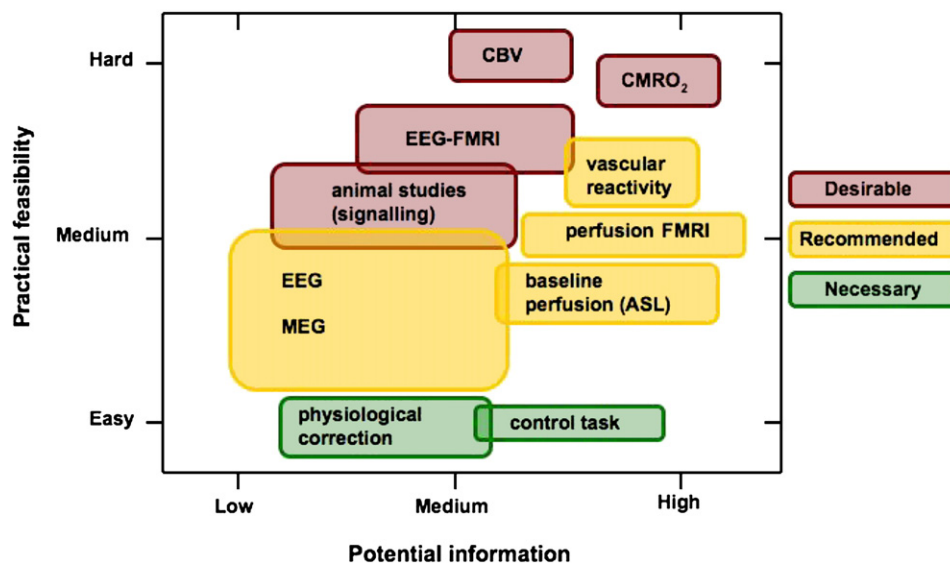 Hard
CBV
CMRO₂
EEG-FMRI
vascular
reactivity
animal studies
(signalling)
Desirable
Practical feasibility
Medium
perfusion FMRI
Recommended
EEG
baseline
perfusion (ASL)
Necessary
MEG
Easy
physiological
correction
control task
Low
Medium
High
Potential information